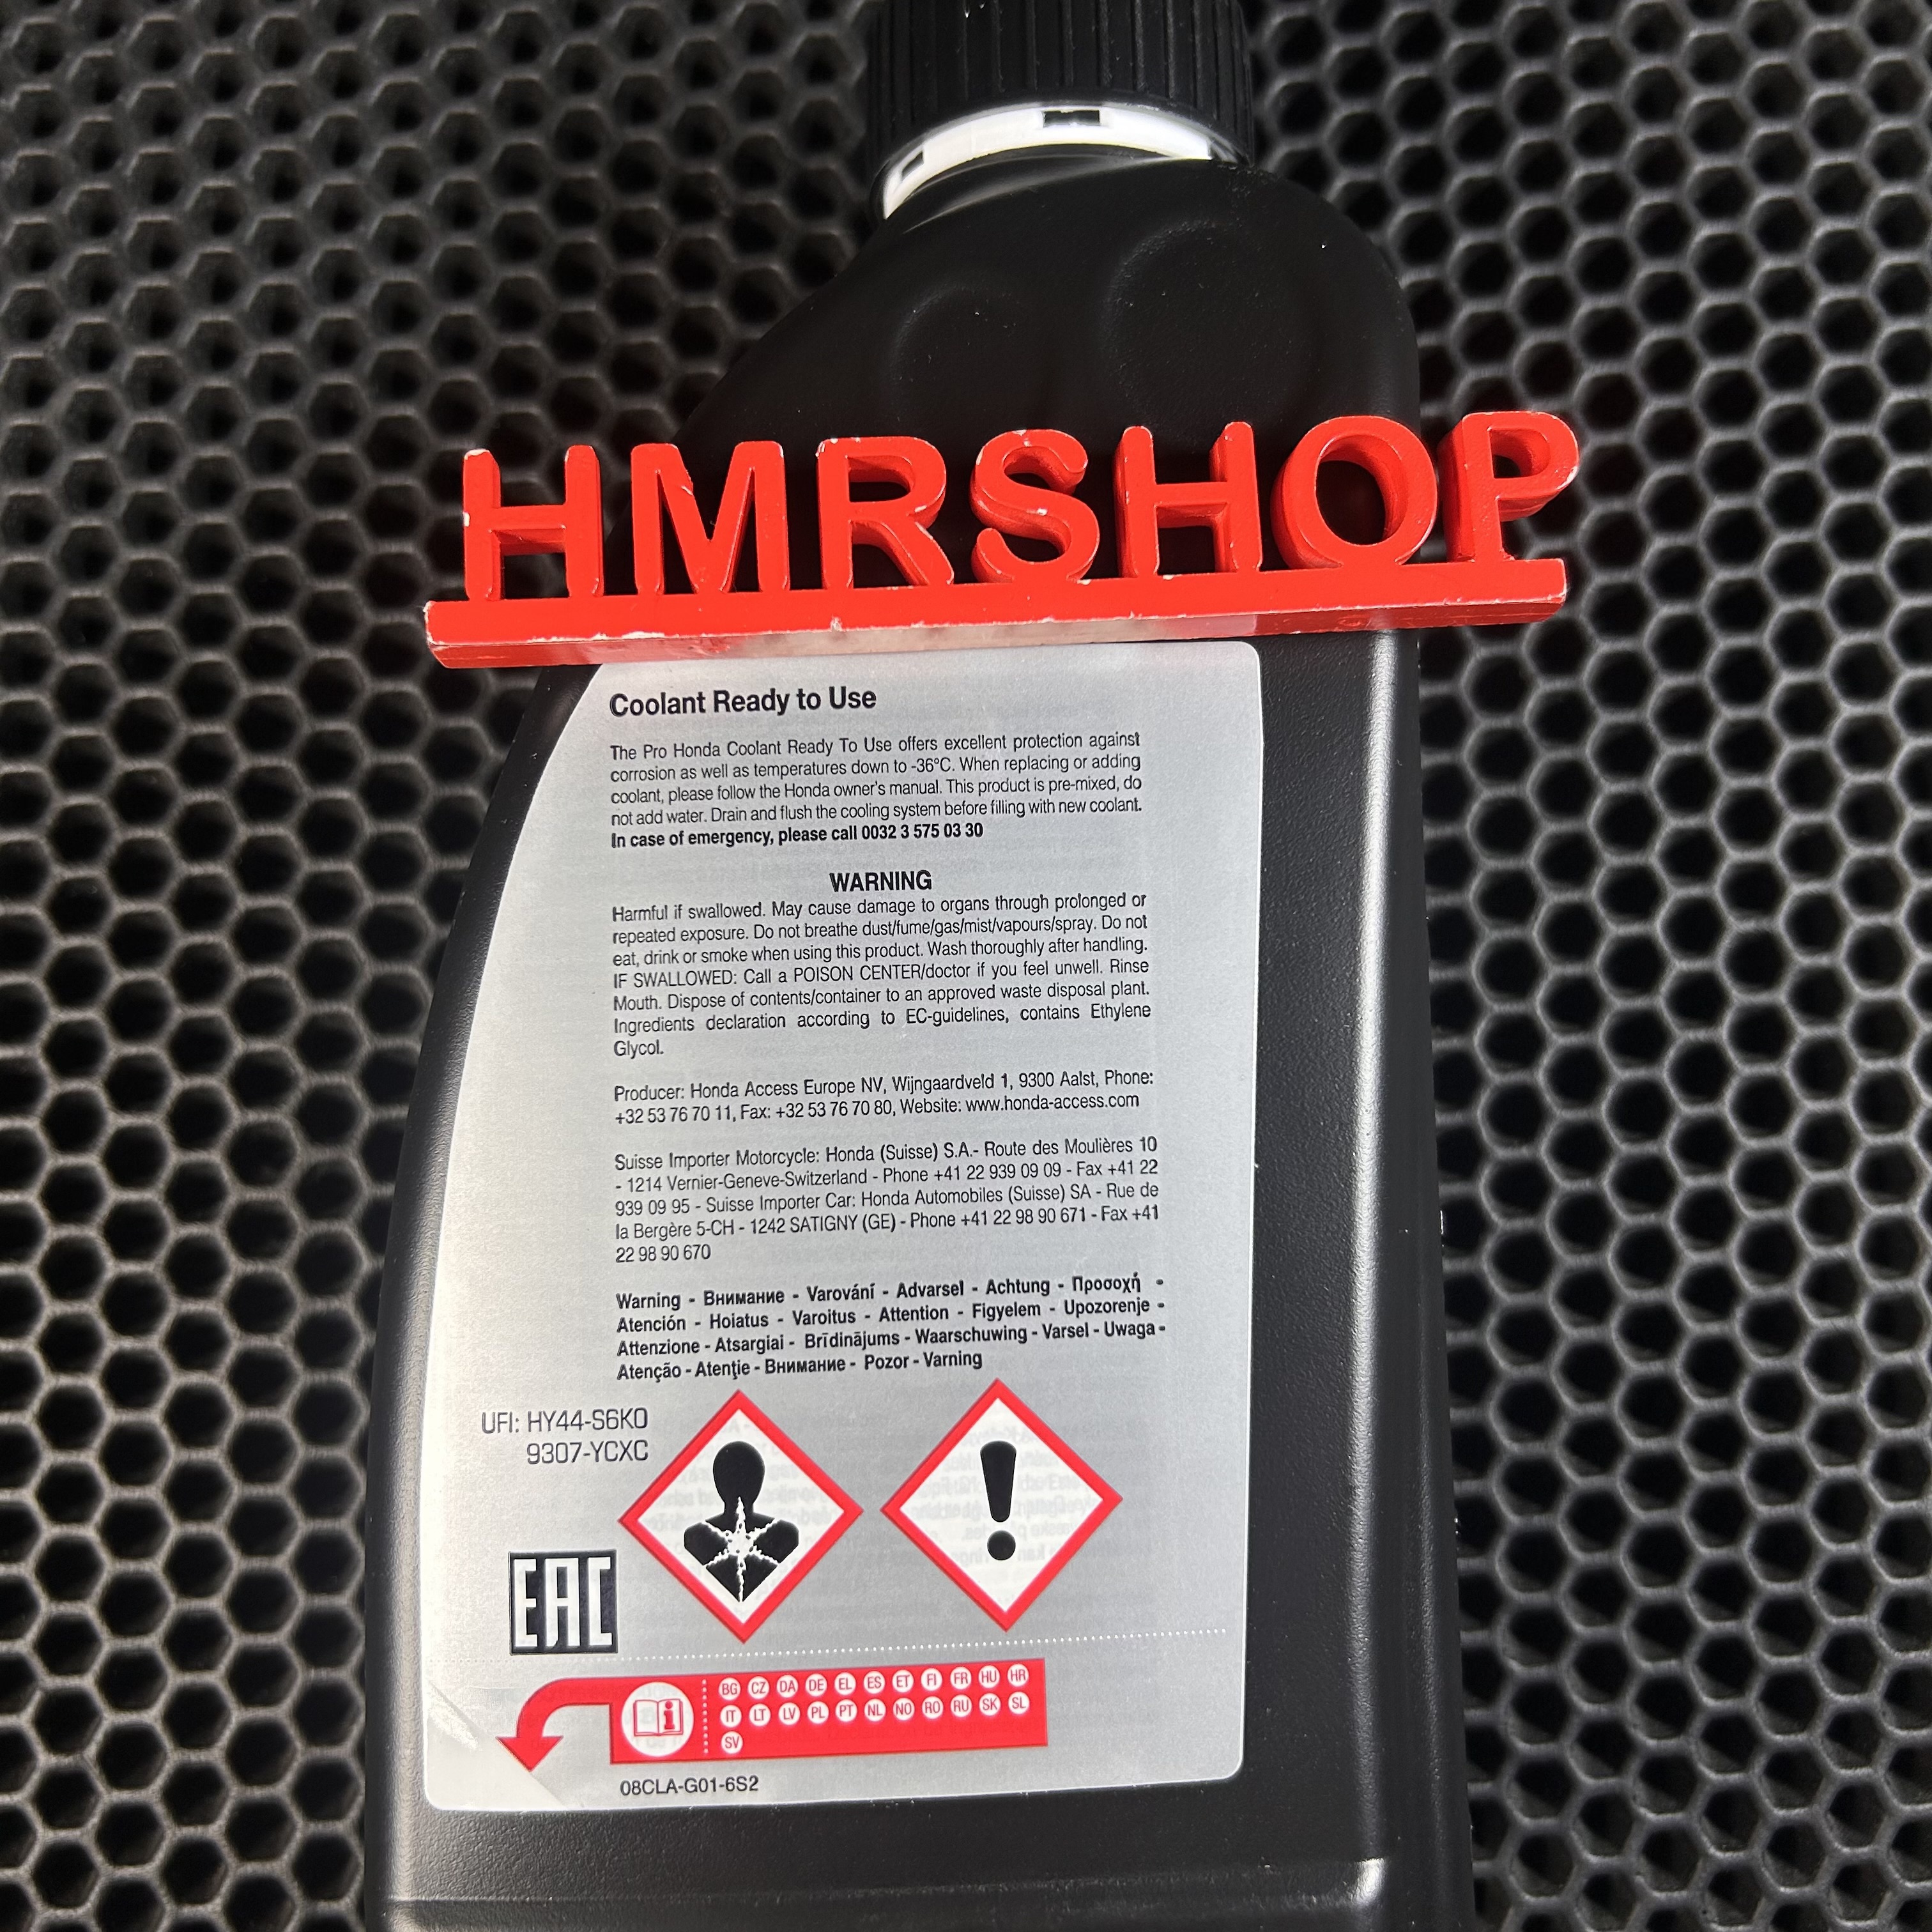 HMRSHOP
Coolant Ready to Use
The Pro Honda Coolant Ready To Use offers excellent protection against
corrosion as well as temperatures down to -36°C. When replacing or adding
coolant, please follow the Honda owner's manual. This product is pre-mixed, do
not add water. Drain and flush the cooling system before filling with new coolant.
In case of emergency, please call 0032 3 575 03 30
WARNING
Harmful if swallowed. May cause damage to organs through prolonged or
repeated exposure. Do not breathe dust/fume/gas/mist/vapours/spray. Do not
eat, drink or smoke when using this product. Wash thoroughly after handling.
IF SWALLOWED: Call a POISON CENTER/doctor if you feel unwell. Rinse
Mouth. Dispose of contents/container to an approved waste disposal plant.
Ingredients declaration according to EC-guidelines, contains Ethylene
Glycol.
Producer: Honda Access Europe NV, Wijngaardveld 1, 9300 Aalst, Phone:
+32 53 76 70 11, Fax: +32 53 76 70 80, Website: www.honda-access.com
Suisse Importer Motorcycle: Honda (Suisse) S.A.- Route des Moulières 10
- 1214 Vernier-Geneve-Switzerland - Phone +41 22 939 09 09 - Fax +41 22
939 09 95 - Suisse Importer Car: Honda Automobiles (Suisse) SA - Rue de
la Bergère 5-CH - 1242 SATIGNY (GE) - Phone +41 22 98 90 671 - Fax +41
22 98 90 670
Warning - Внимание - Varování - Advarsel - Achtung - Προσοχή -
Atención - Hoiatus - Varoitus - Attention - Figyelem - Upozorenje -
Attenzione - Atsargiai - Brīdinājums - Waarschuwing - Varsel - Uwaga -
Atenção - Atenţie - Внимание - Pozor - Varning
UFI: HY44-S6K0
9307-YCXC
EAC
BG CZ DA DE EL ES ET FI FR HU HR
IT LT LV PL PT NL NO RO RU SK SL
SV
08CLA-G01-6S2